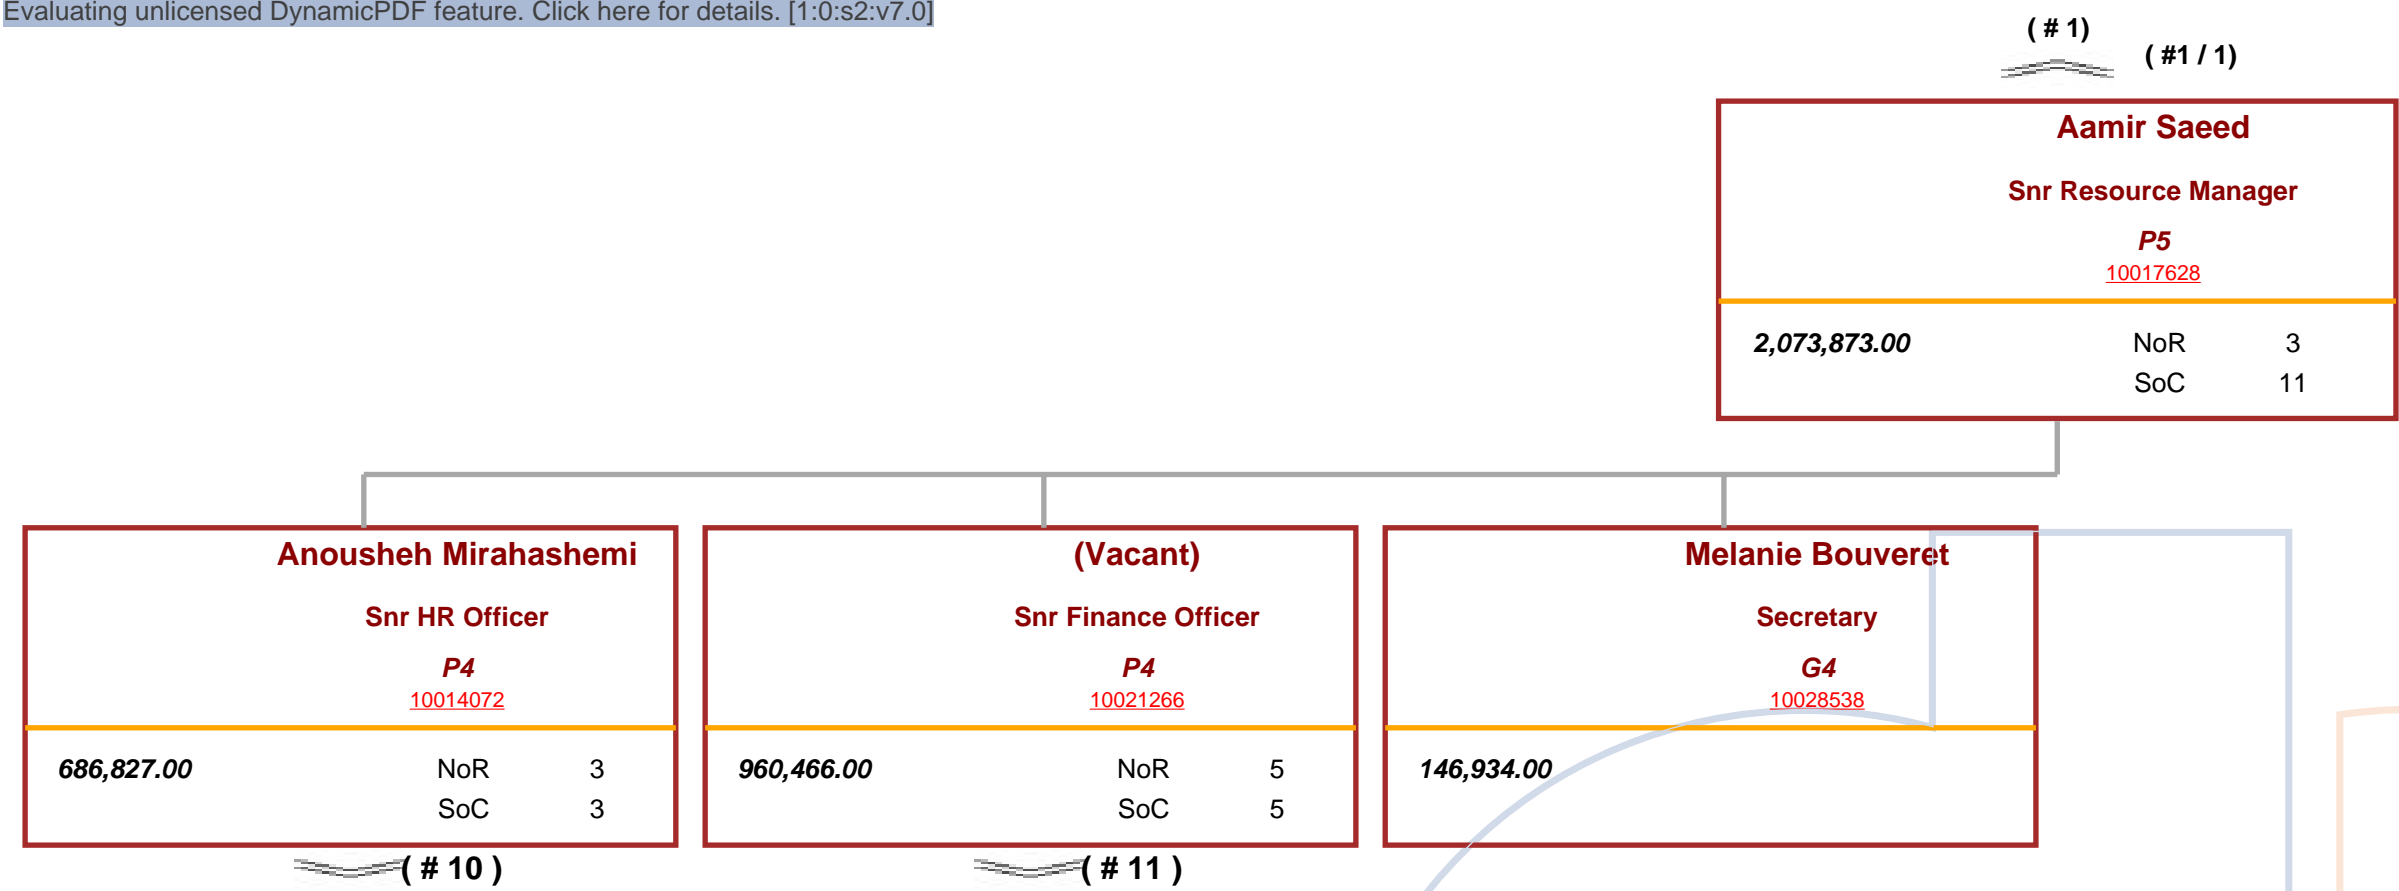 Evaluating unlicensed DynamicPDF feature. Click here for details. [1:0:s2:v7.0]
( # 1)
( #1 / 1)
Aamir Saeed
Snr Resource Manager
P5
10017628
2,073,873.00 NoR 3
SoC 11
Anousheh Mirahashemi
Snr HR Officer
P4
10014072
686,827.00 NoR 3
SoC 3
( # 10 )
(Vacant)
Snr Finance Officer
P4
10021266
960,466.00 NoR 5
SoC 5
( # 11 )
Melanie Bouveret
Secretary
G4
10028538
146,934.00